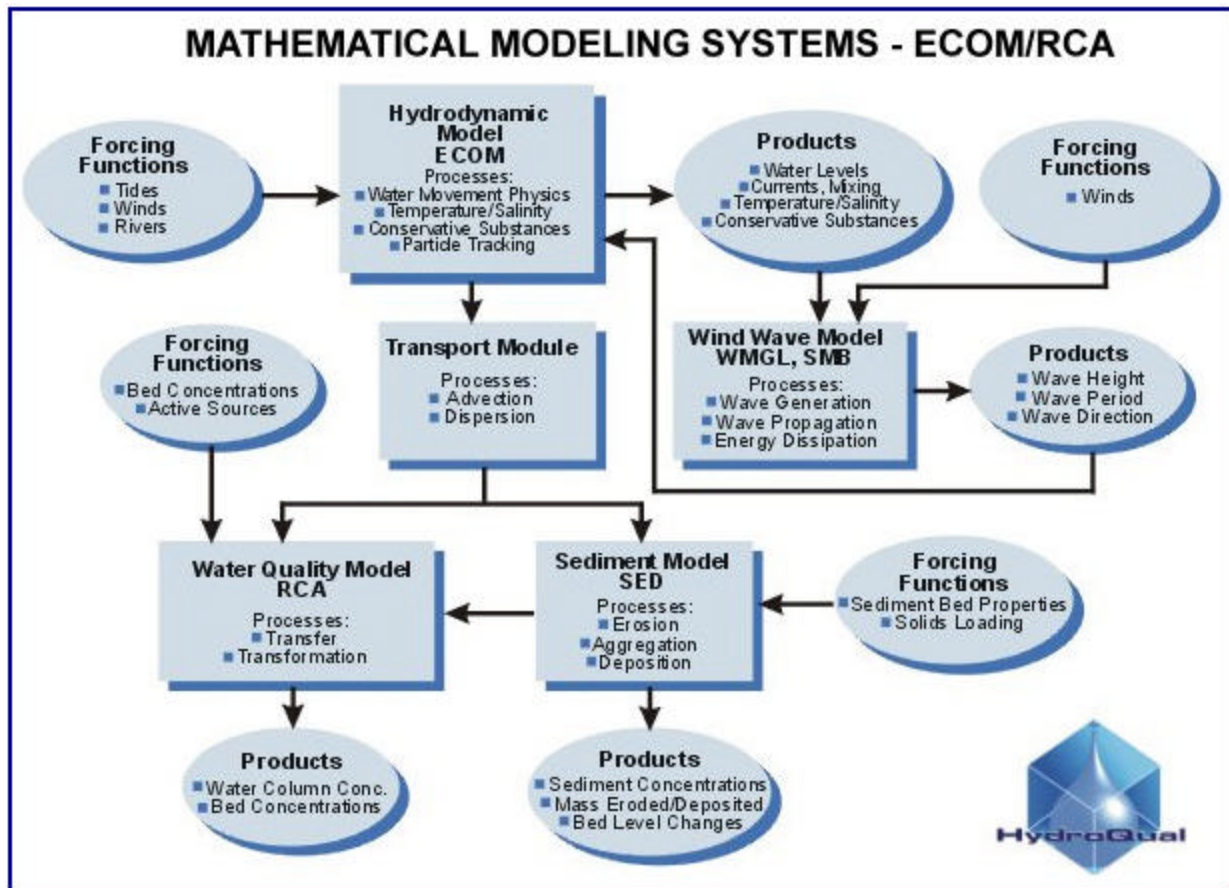 MATHEMATICAL MODELING SYSTEMS - ECOM/RCA
Forcing
Functions
Tides
Winds
Rivers
Hydrodynamic
Model
ECOM
Processes:
Water Movement Physics
Temperature/Salinity
Conservative Substances
Particle Tracking
Products
Water Levels
Currents, Mixing
Temperature/Salinity
Conservative Substances
Forcing
Functions
Winds
Forcing
Functions
Bed Concentrations
Active Sources
Transport Module
Processes:
Advection
Dispersion
Wind Wave Model
WMGL, SMB
Processes:
Wave Generation
Wave Propagation
Energy Dissipation
Products
Wave Height
Wave Period
Wave Direction
Water Quality Model
RCA
Processes:
Transfer
Transformation
Sediment Model
SED
Processes:
Erosion
Aggregation
Deposition
Forcing
Functions
Sediment Bed Properties
Solids Loading
Products
Water Column Conc.
Bed Concentrations
Products
Sediment Concentrations
Mass Eroded/Deposited
Bed Level Changes
HydroQual